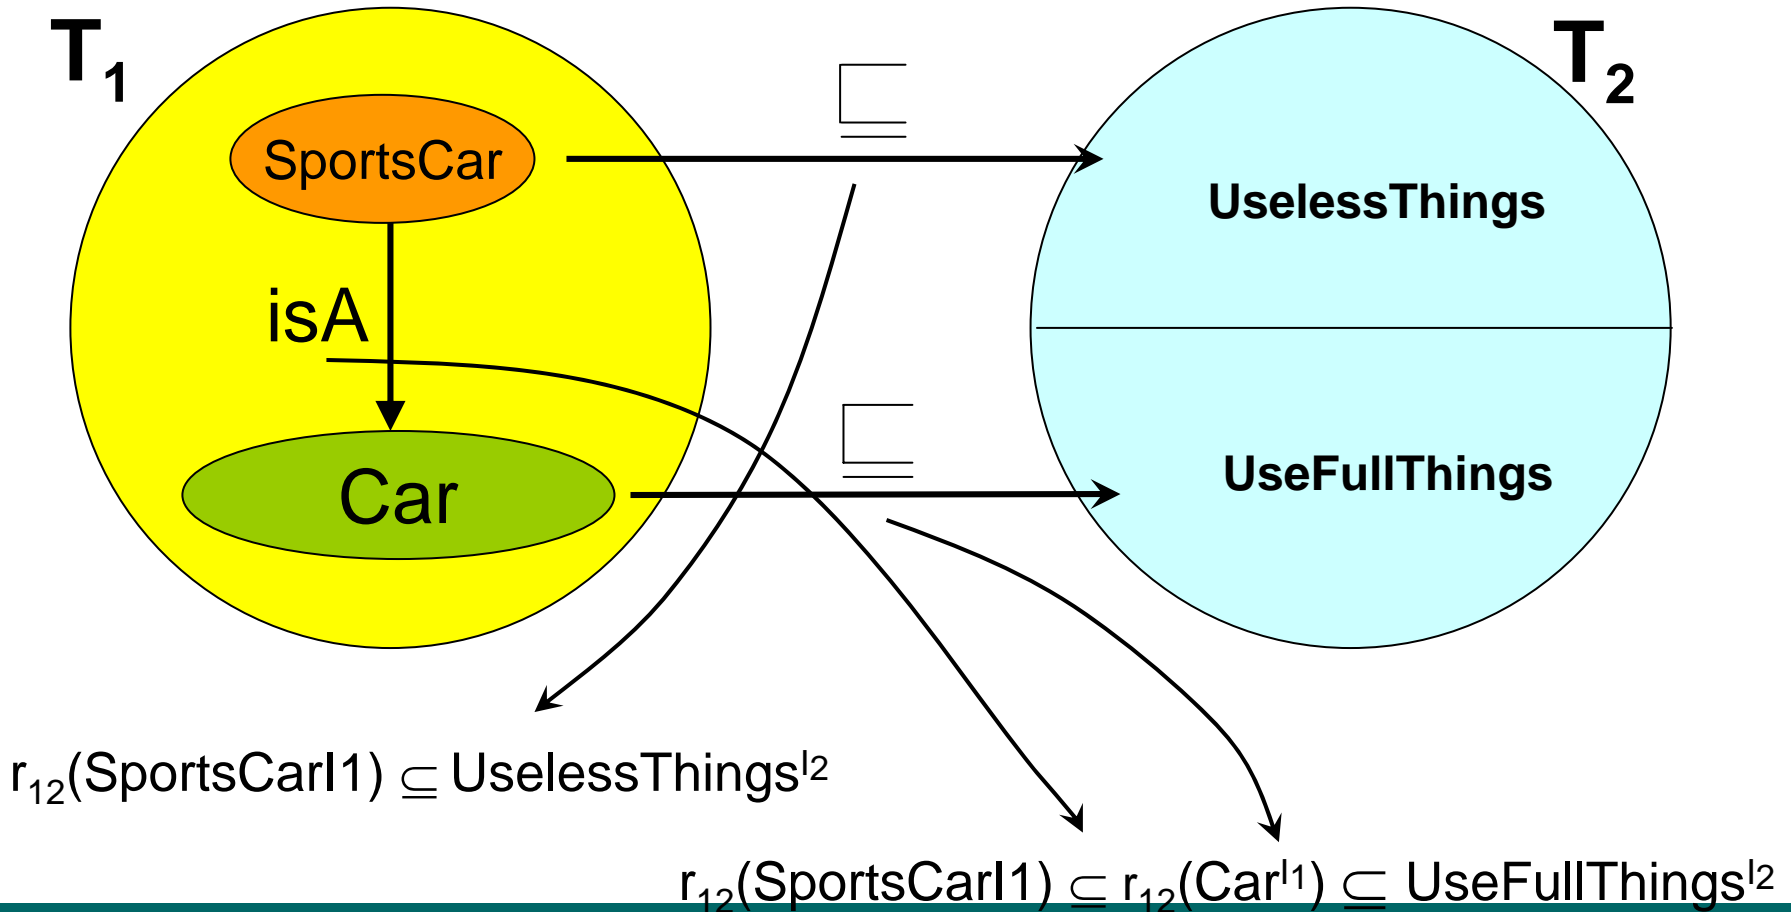 T₁
T₂
⊑
SportsCar
UselessThings
isA
⊑
UseFullThings
Car
r₁₂(SportsCarI1) ⊆ UselessThingsᴵ²
r₁₂(SportsCarI1) ⊆ r₁₂(Carᴵ¹) ⊆ UseFullThingsᴵ²